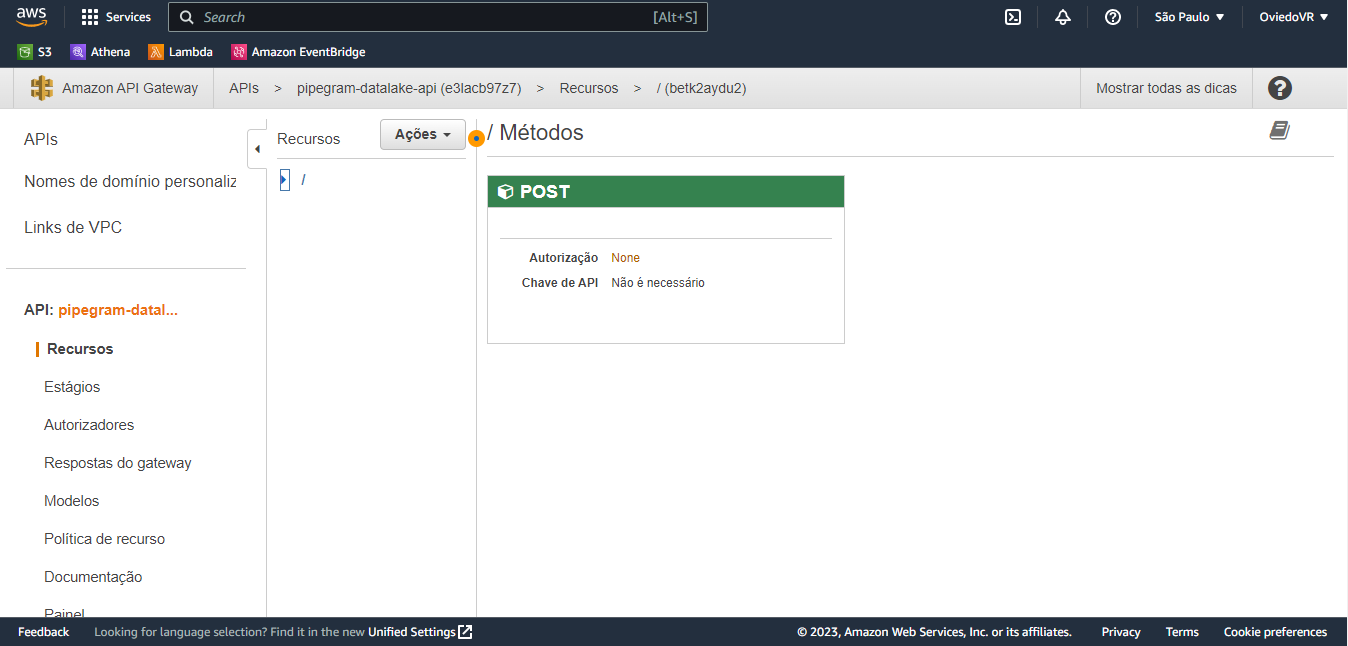 aws Services Search [Alt+S] São Paulo OviedoVR
S3 Athena Lambda Amazon EventBridge
Amazon API Gateway APIs > pipegram-datalake-api (e3lacb97z7) > Recursos > / (betk2aydu2) Mostrar todas as dicas ?
APIs
Nomes de domínio personaliz
Links de VPC
API: pipegram-datal...
Recursos
Estágios
Autorizadores
Respostas do gateway
Modelos
Política de recurso
Documentação
Painel
Recursos Ações
/
/ Métodos
POST
Autorização None
Chave de API Não é necessário
Feedback Looking for language selection? Find it in the new Unified Settings © 2023, Amazon Web Services, Inc. or its affiliates. Privacy Terms Cookie preferences